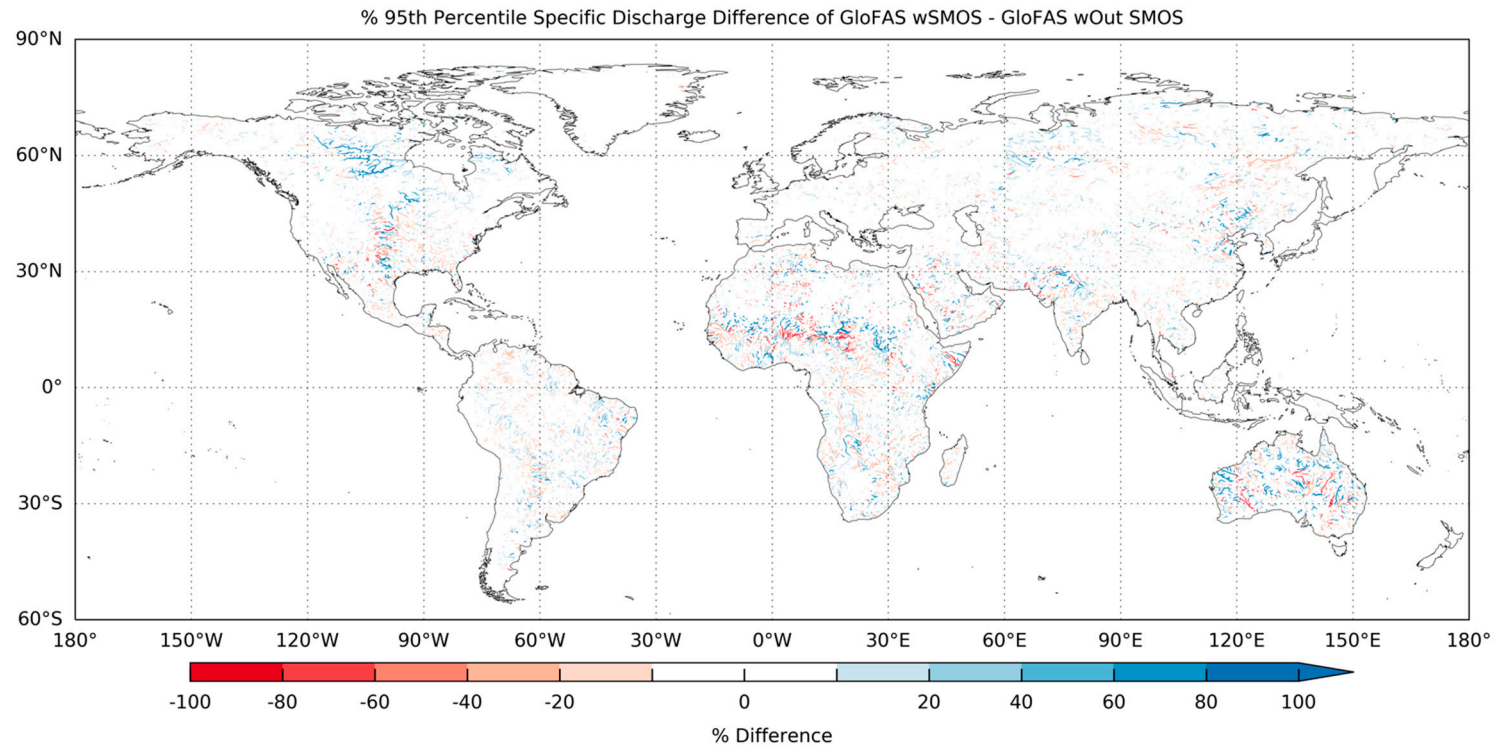 % 95th Percentile Specific Discharge Difference of GloFAS wSMOS - GloFAS wOut SMOS
90°N
60°N
30°N
0°
30°S
60°S
180° 150°W 120°W 90°W 60°W 30°W 0°W 30°E 60°E 90°E 120°E 150°E 180°
-100 -80 -60 -40 -20 0 20 40 60 80 100
% Difference